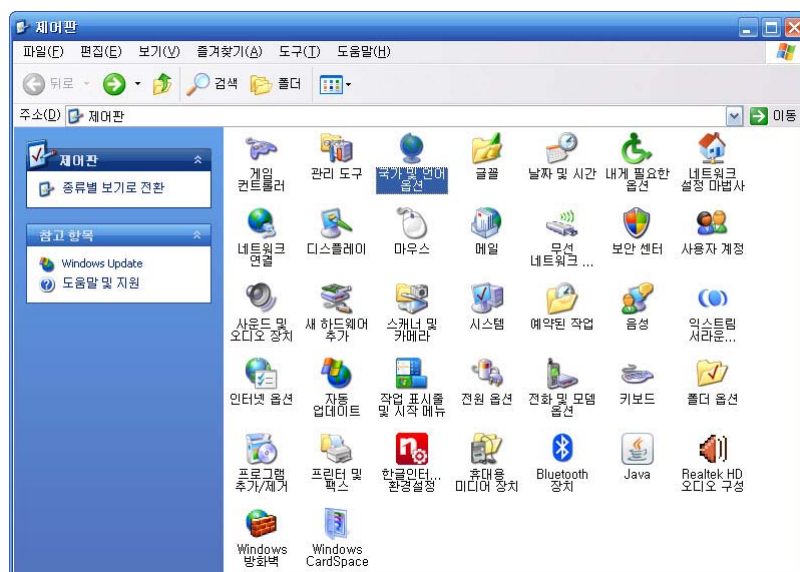 제어판
파일(F) 편집(E) 보기(V) 즐겨찾기(A) 도구(T) 도움말(H)
뒤로 검색 폴더
주소(D) 제어판 이동
제어판
종류별 보기로 전환
참고 항목
Windows Update
도움말 및 지원
게임
컨트롤러
관리 도구
국가 및 언어
옵션
글꼴
날짜 및 시간
내게 필요한
옵션
네트워크
설정 마법사
네트워크
연결
디스플레이
마우스
메일
무선
네트워크 ...
보안 센터
사용자 계정
사운드 및
오디오 장치
새 하드웨어
추가
스캐너 및
카메라
시스템
예약된 작업
음성
익스트림
서라운...
인터넷 옵션
자동
업데이트
작업 표시줄
및 시작 메뉴
전원 옵션
전화 및 모뎀
옵션
키보드
폴더 옵션
프로그램
추가/제거
프린터 및
팩스
한글인터...
환경설정
휴대용
미디어 장치
Bluetooth
장치
Java
Realtek HD
오디오 구성
Windows
방화벽
Windows
CardSpace